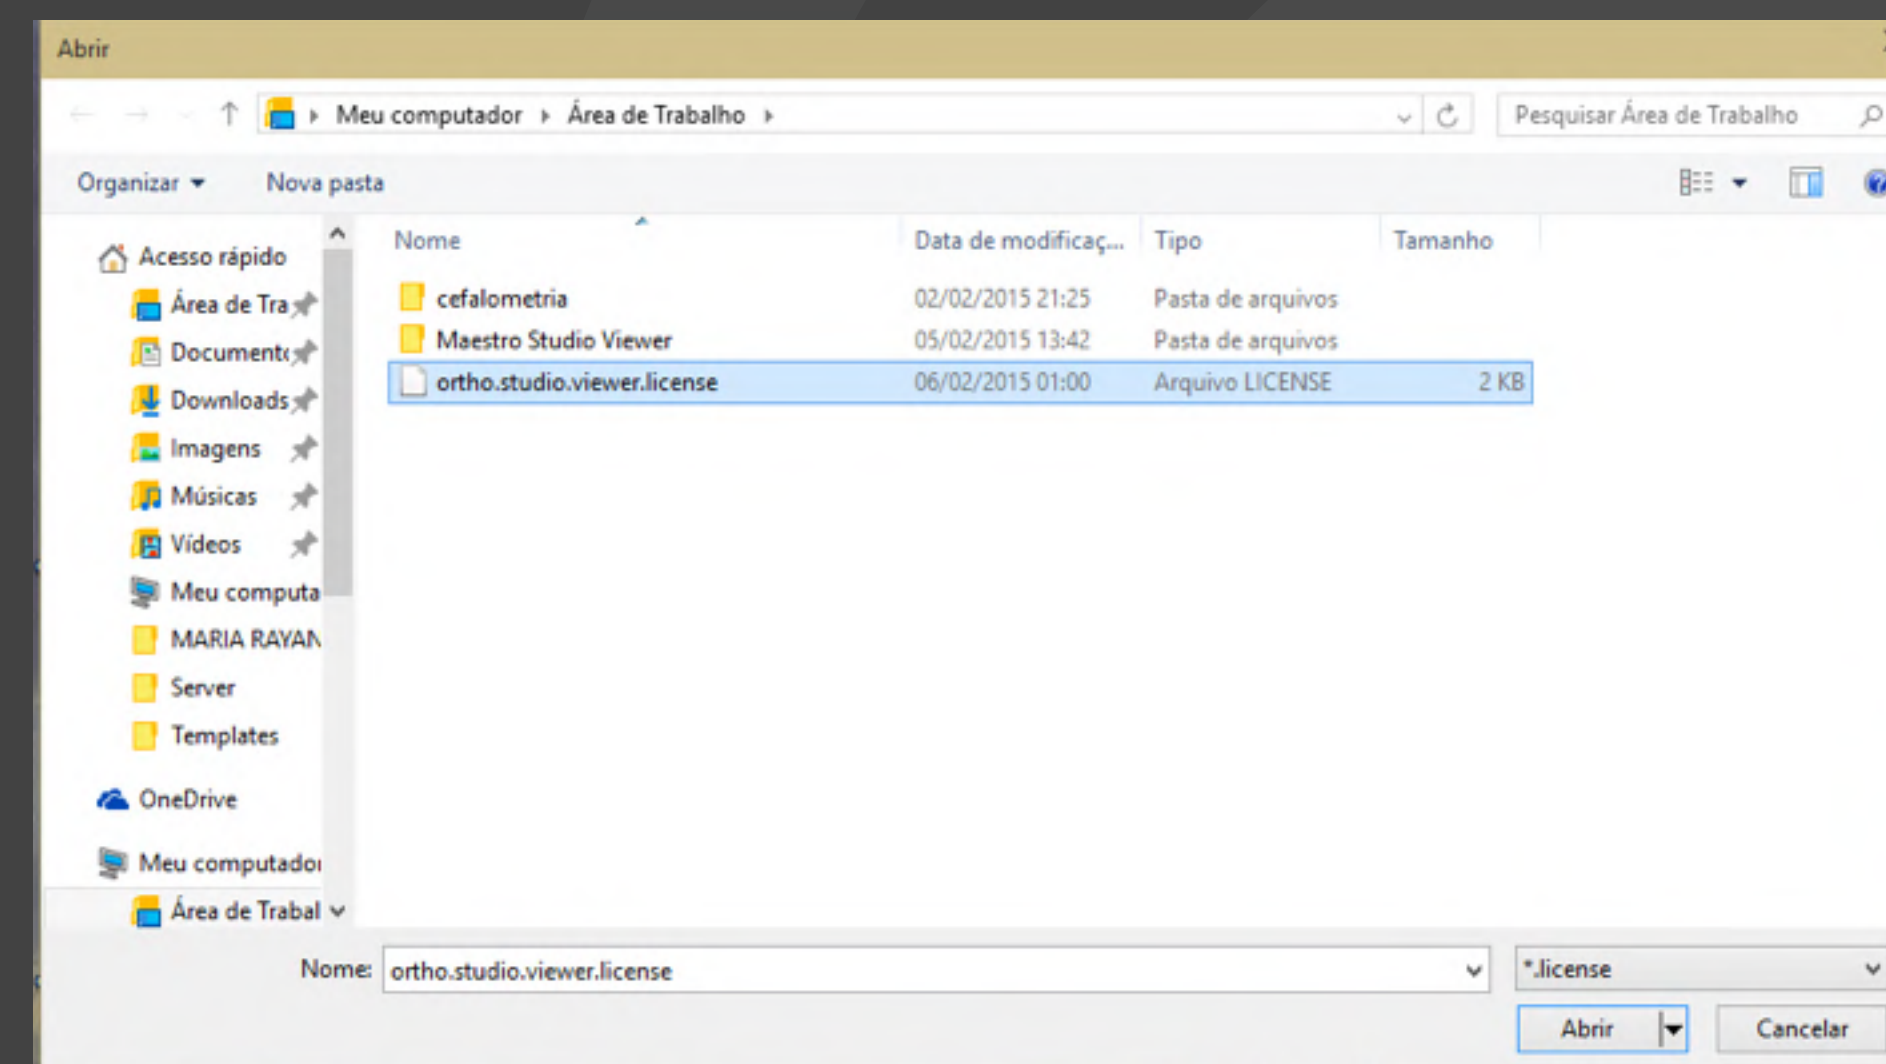 Abrir
Meu computador Área de Trabalho
Pesquisar Área de Trabalho
Organizar
Nova pasta
Acesso rápido
Área de Tra
Documento
Downloads
Imagens
Músicas
Vídeos
Meu computa
MARIA RAYAN
Server
Templates
OneDrive
Meu computador
Área de Trabal
Nome Data de modificaç... Tipo Tamanho
cefalometria 02/02/2015 21:25 Pasta de arquivos
Maestro Studio Viewer 05/02/2015 13:42 Pasta de arquivos
ortho.studio.viewer.license 06/02/2015 01:00 Arquivo LICENSE 2 KB
Nome: ortho.studio.viewer.license
*.license
Abrir
Cancelar